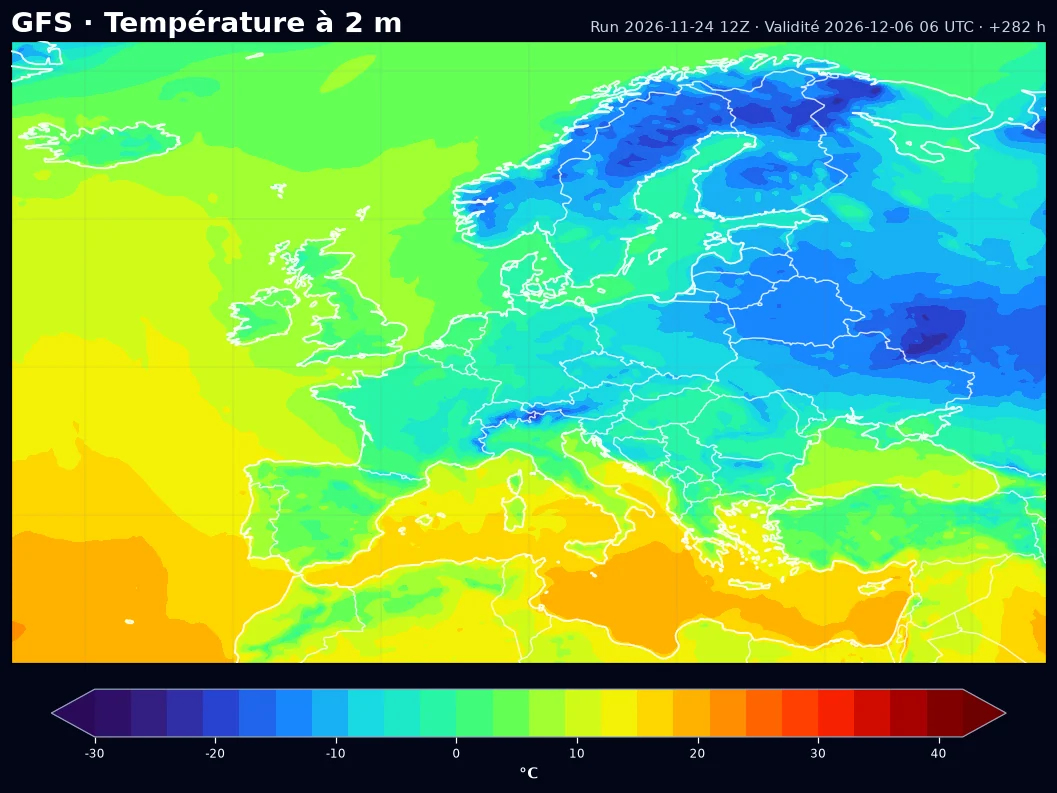 GFS · Température à 2 m
Run 2026-11-24 12Z · Validité 2026-12-06 06 UTC · +282 h
-30 -20 -10 0 10 20 30 40
°C